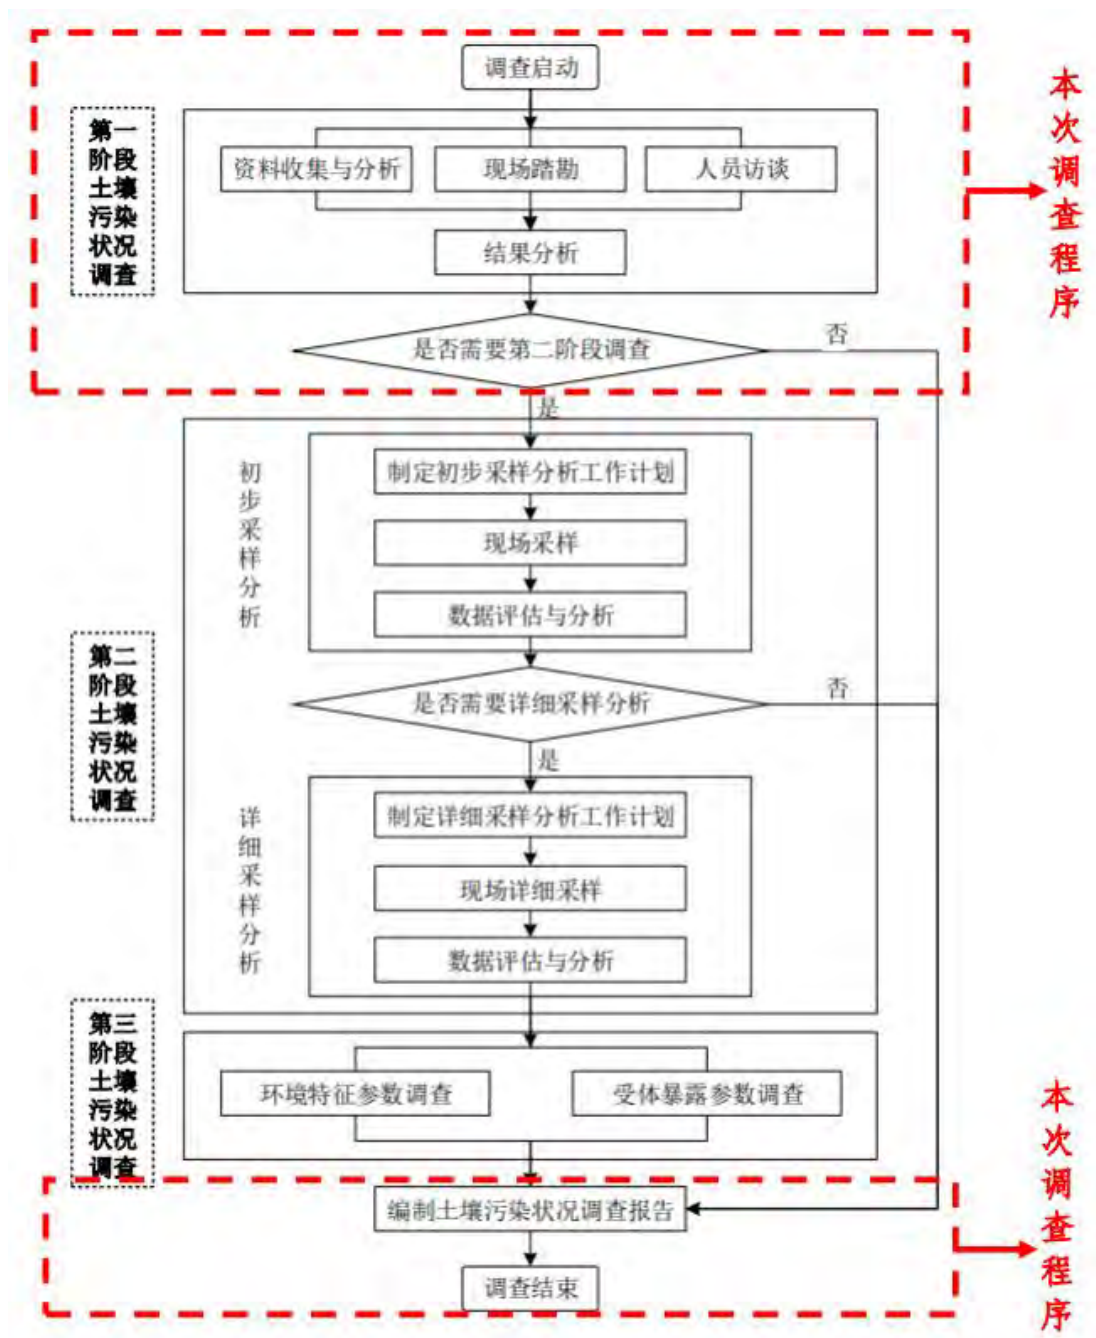 调查启动
本次调查程序
第一
阶段
土壤
污染
状况
调查
资料收集与分析
现场踏勘
人员访谈
结果分析
是否需要第二阶段调查
否
是
初步采样分析
制定初步采样分析工作计划
现场采样
数据评估与分析
第二
阶段
土壤
污染
状况
调查
是否需要详细采样分析
否
是
详细采样分析
制定详细采样分析工作计划
现场详细采样
数据评估与分析
第三
阶段
土壤
污染
状况
调查
环境特征参数调查
受体暴露参数调查
本次调查程序
编制土壤污染状况调查报告
调查结束